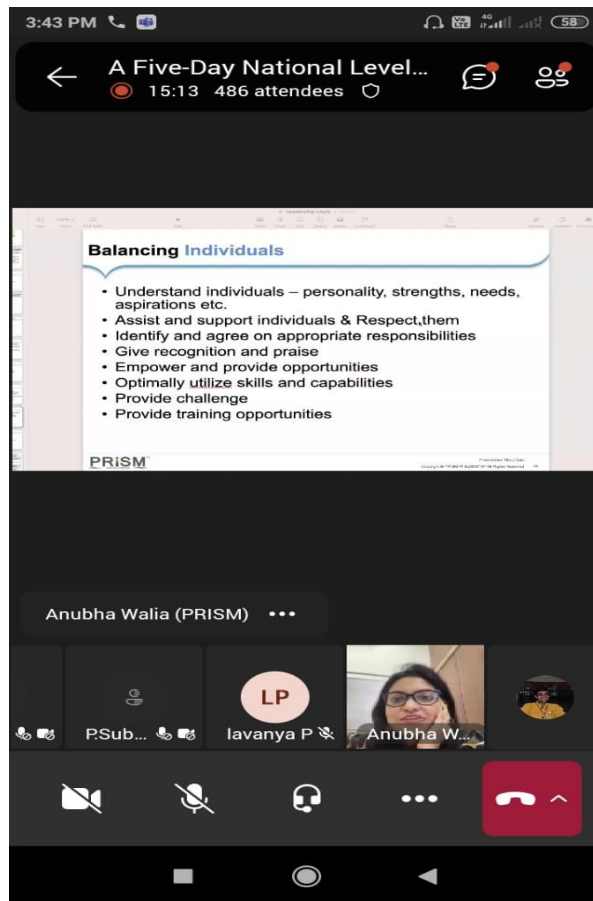 3:43 PM
Vo LTE 4G 58
A Five-Day National Level...
15:13 486 attendees
Balancing Individuals
• Understand individuals – personality, strengths, needs,
aspirations etc.
• Assist and support individuals & Respect,them
• Identify and agree on appropriate responsibilities
• Give recognition and praise
• Empower and provide opportunities
• Optimally utilize skills and capabilities
• Provide challenge
• Provide training opportunities
PRiSM
Anubha Walia (PRISM) •••
LP
P.Sub... lavanya P Anubha W...